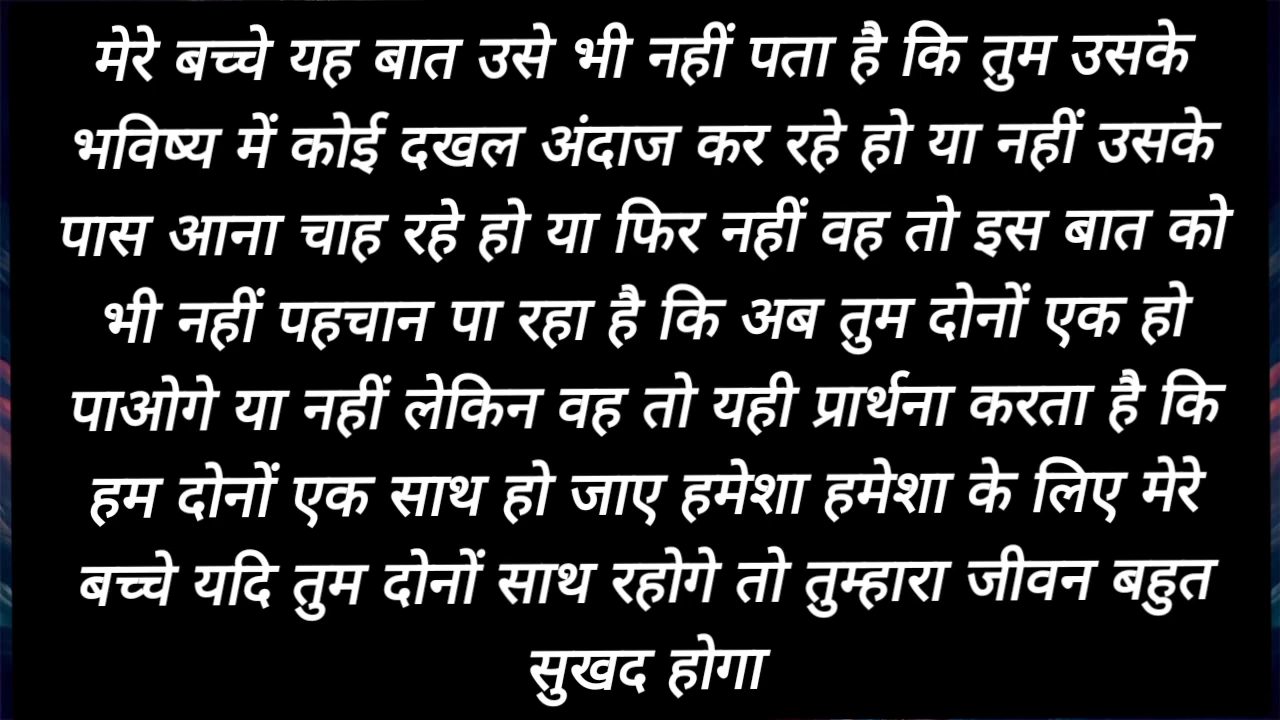 मेरे बच्चे यह बात उसे भी नहीं पता है कि तुम उसके
भविष्य में कोई दखल अंदाज कर रहे हो या नहीं उसके
पास आना चाह रहे हो या फिर नहीं वह तो इस बात को
भी नहीं पहचान पा रहा है कि अब तुम दोनों एक हो
पाओगे या नहीं लेकिन वह तो यही प्रार्थना करता है कि
हम दोनों एक साथ हो जाए हमेशा हमेशा के लिए मेरे
बच्चे यदि तुम दोनों साथ रहोगे तो तुम्हारा जीवन बहुत
सुखद होगा